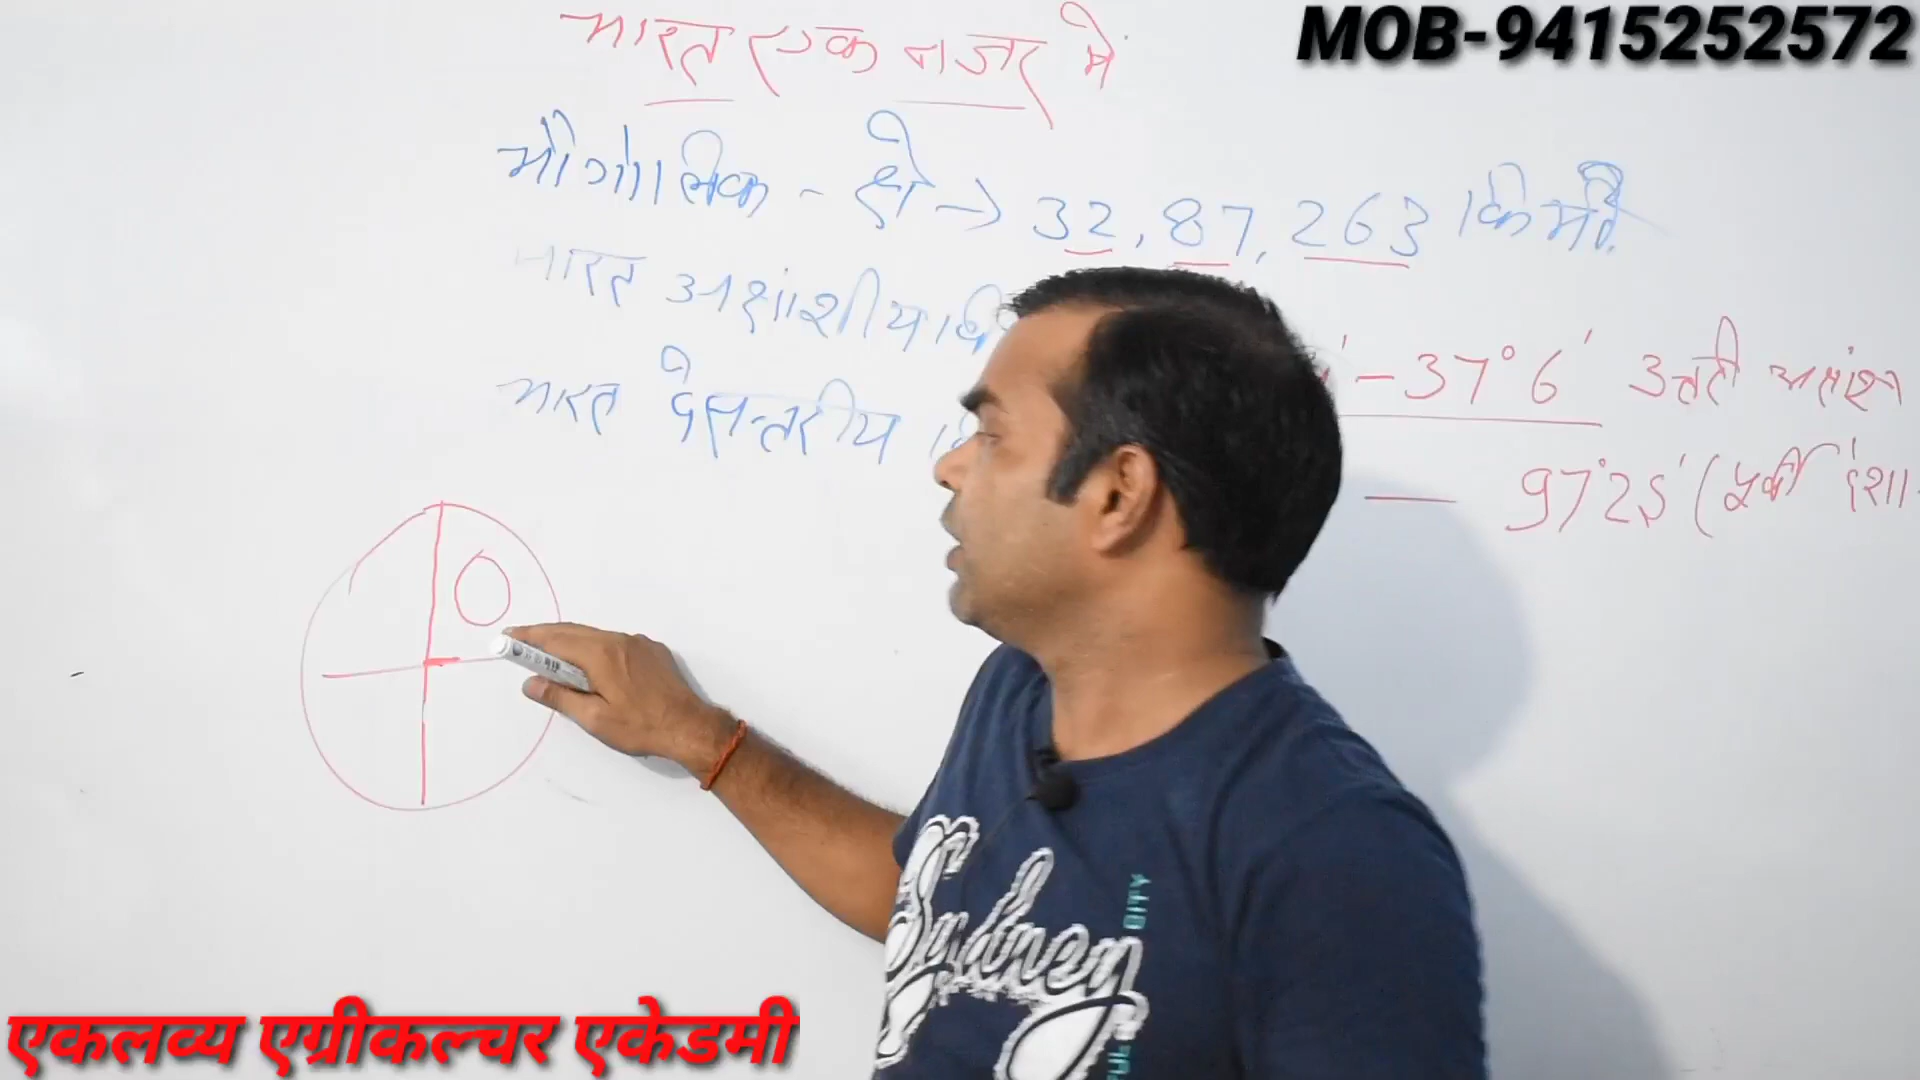 MOB-9415252572
भारत एक नजर में
भौगोलिक - क्षे → 32,87,263 किमी
भारत अक्षांशीय
' - 37°6' उत्तरी अक्षांश
भारत देशान्तरीय
— 97°25' (पूर्वी देशा
एकलव्य एग्रीकल्चर एकेडमी